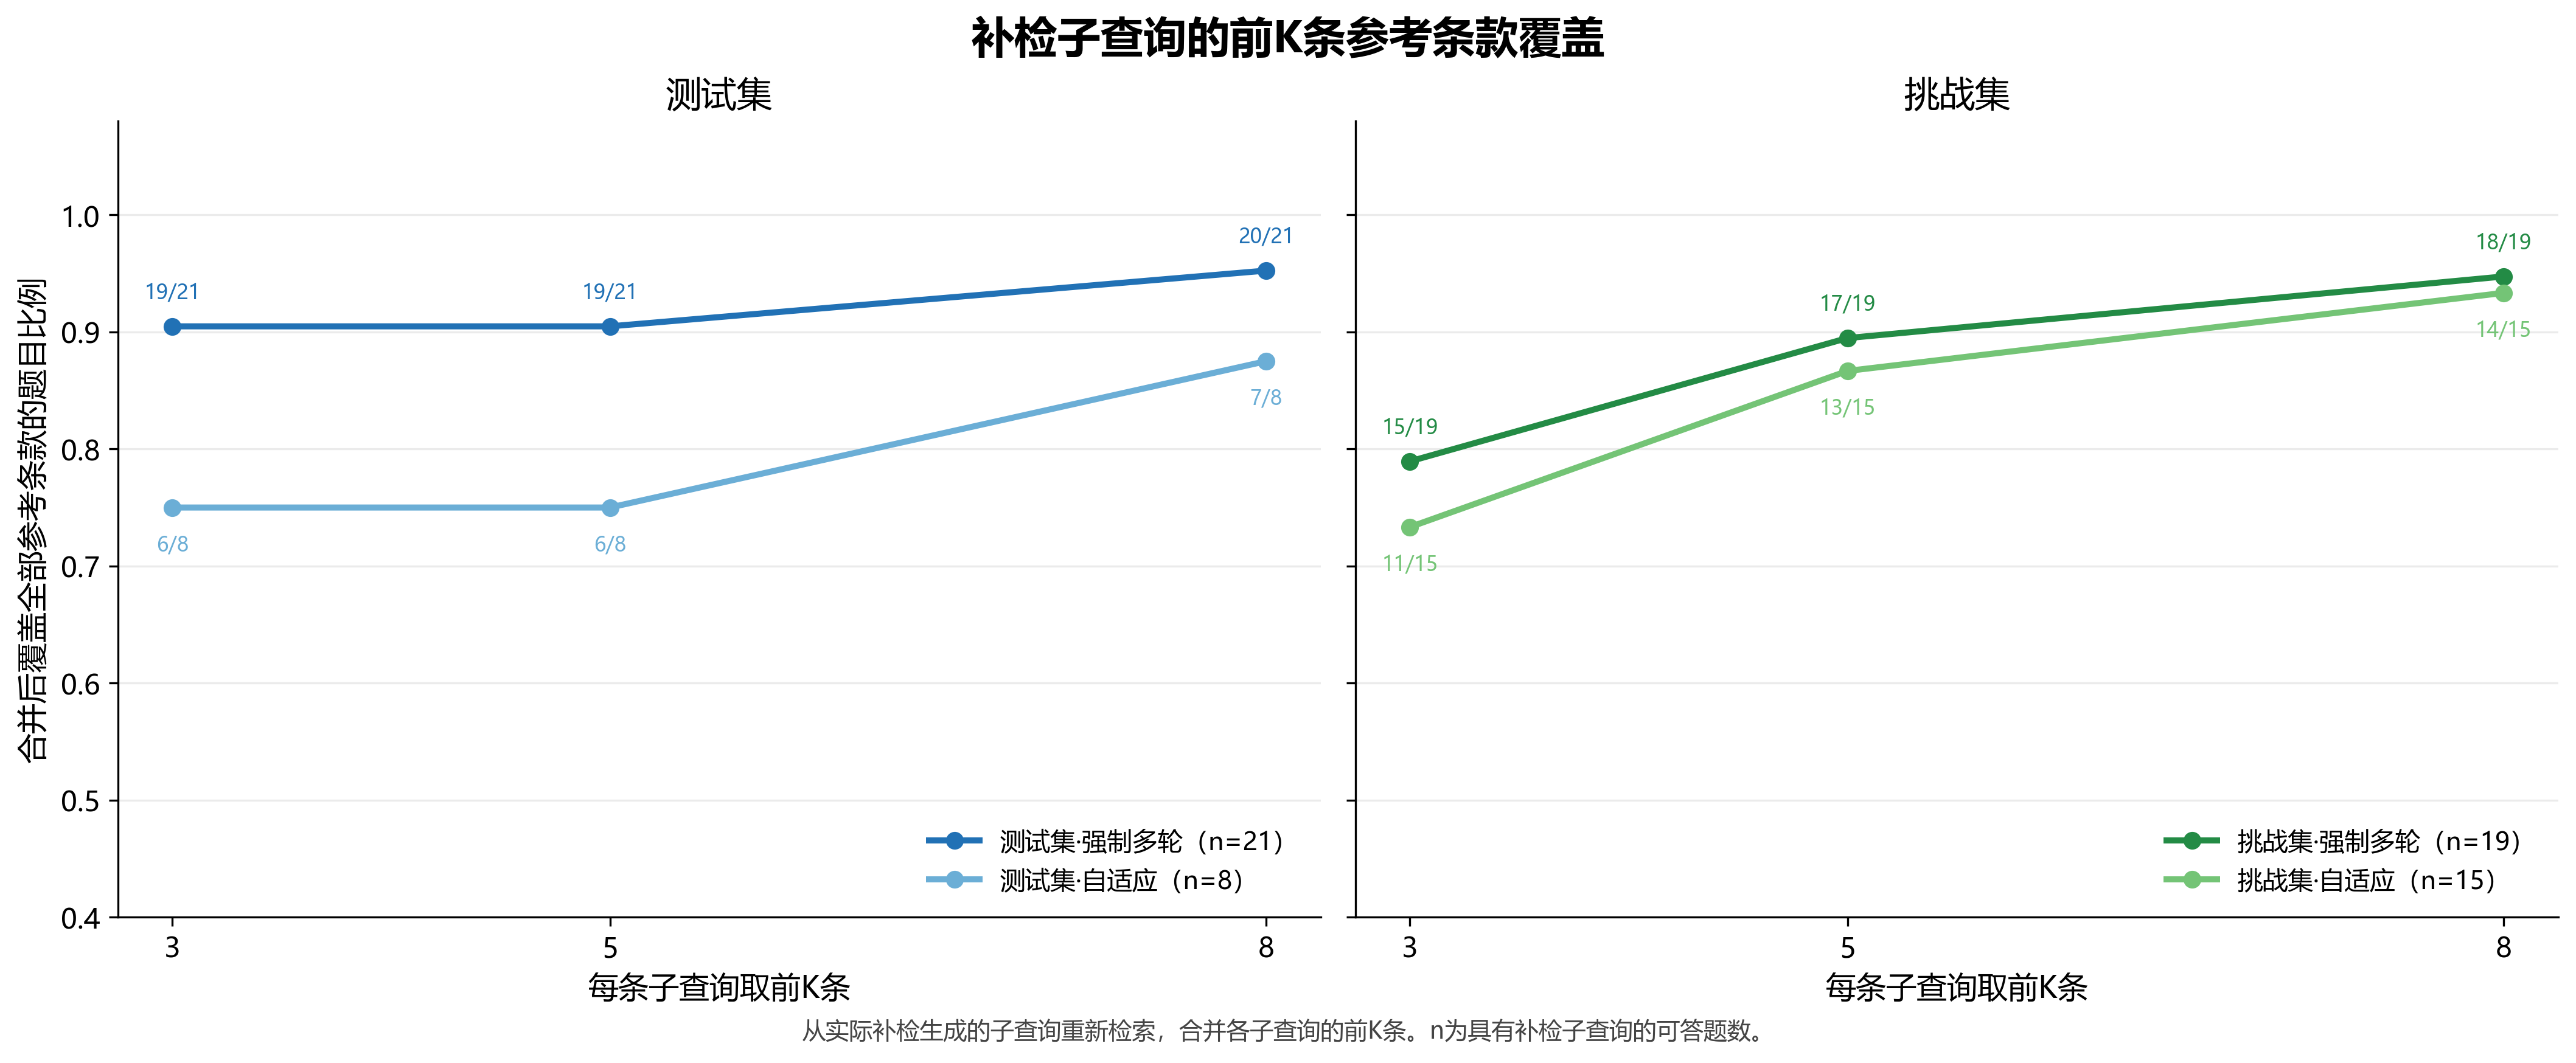 补检子查询的前K条参考条款覆盖
测试集
合并后覆盖全部参考条款的题目比例
1.0
0.9
0.8
0.7
0.6
0.5
0.4
19/21
19/21
20/21
6/8
6/8
7/8
测试集·强制多轮（n=21）
测试集·自适应（n=8）
3
5
8
每条子查询取前K条
挑战集
15/19
17/19
18/19
11/15
13/15
14/15
挑战集·强制多轮（n=19）
挑战集·自适应（n=15）
3
5
8
每条子查询取前K条
从实际补检生成的子查询重新检索，合并各子查询的前K条。n为具有补检子查询的可答题数。